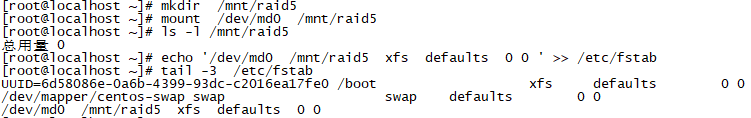 [root@localhost ~]# mkdir  /mnt/raid5
[root@localhost ~]# mount  /dev/md0  /mnt/raid5
[root@localhost ~]# ls -l /mnt/raid5
总用量 0
[root@localhost ~]# echo '/dev/md0  /mnt/raid5  xfs  defaults  0 0 ' >> /etc/fstab
[root@localhost ~]# tail -3  /etc/fstab
UUID=6d58086e-0a6b-4399-93dc-c2016ea17fe0 /boot                   xfs     defaults        0 0
/dev/mapper/centos-swap swap                    swap    defaults        0 0
/dev/md0  /mnt/raid5  xfs  defaults  0 0